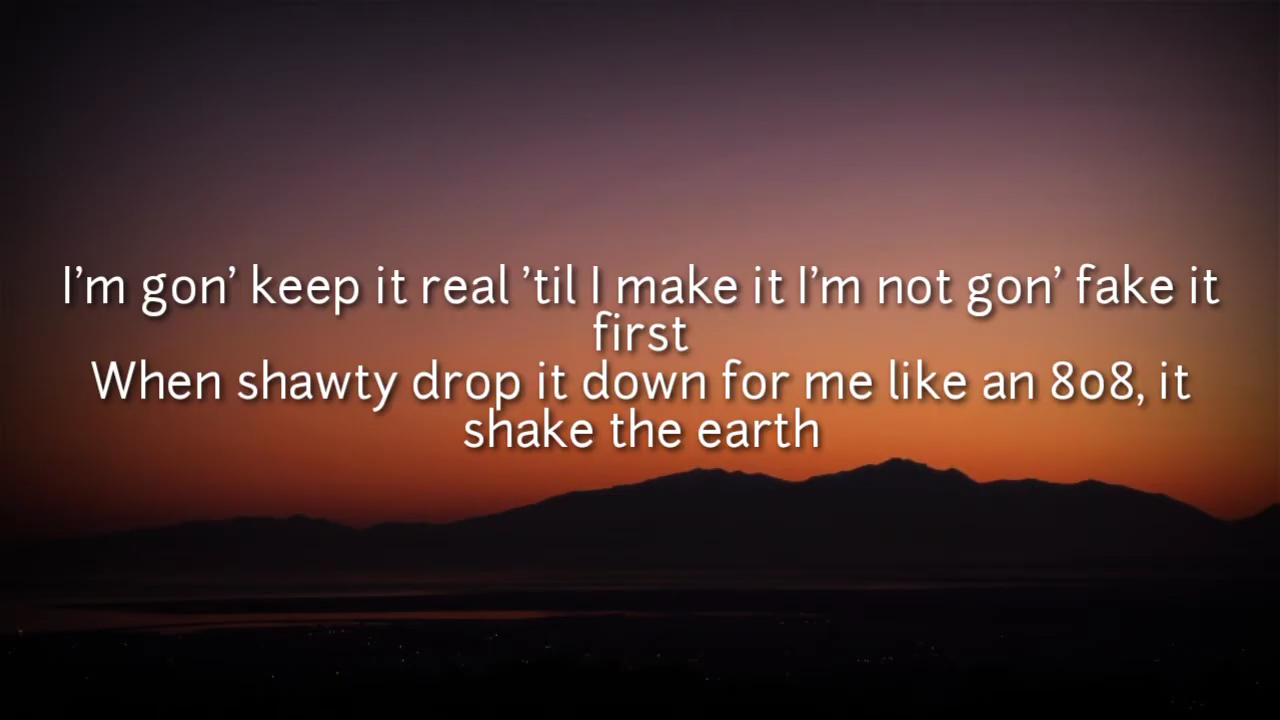 I'm gon' keep it real 'til I make it I'm not gon' fake it
first
When shawty drop it down for me like an 808, it
shake the earth